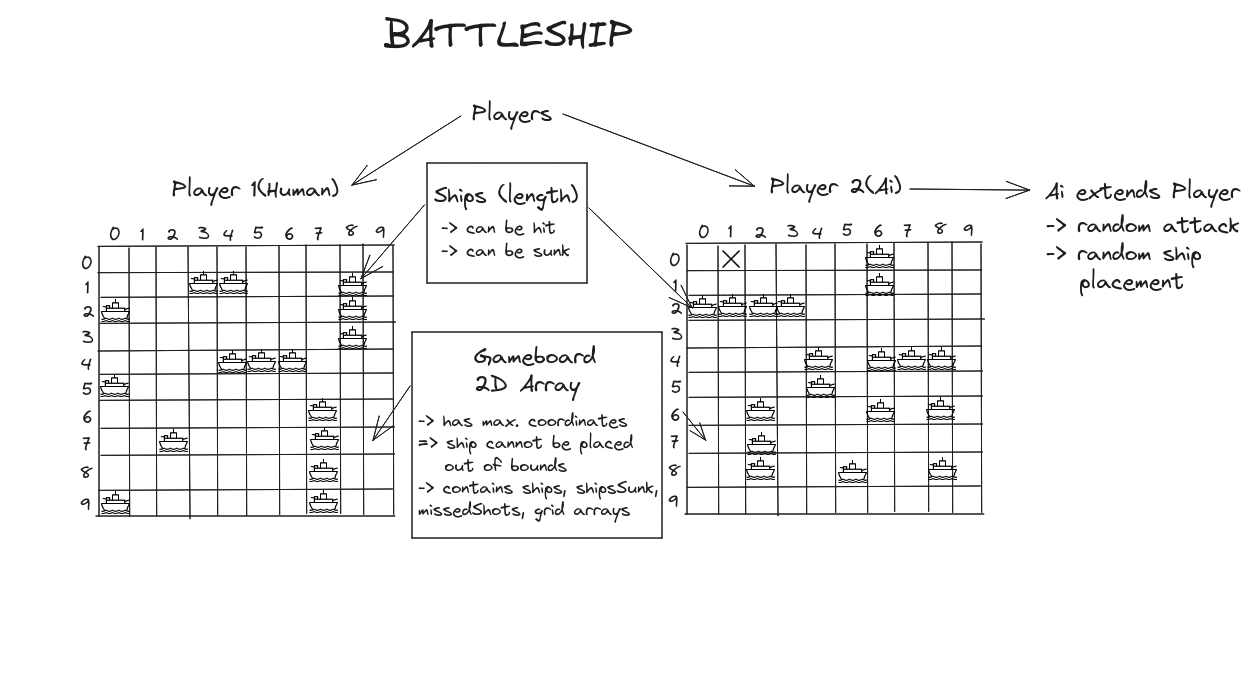 BATTLESHIP
Players
Player 1(Human)
Player 2(Ai)
Ai extends Player
-> random attack
-> random ship
placement
Ships (length)
-> can be hit
-> can be sunk
0 1 2 3 4 5 6 7 8 9
0
1
2
3
4
5
6
7
8
9
Gameboard
2D Array
-> has max. coordinates
=> ship cannot be placed
out of bounds
-> contains ships, shipsSunk,
missedShots, grid arrays
0 1 2 3 4 5 6 7 8 9
0
1
2
3
4
5
6
7
8
9